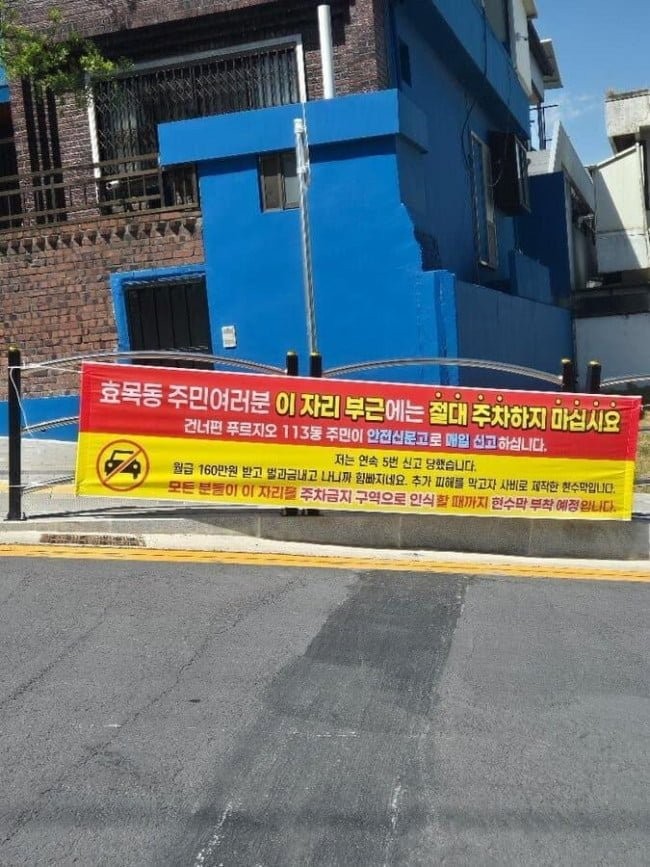 효목동 주민여러분 이 자리 부근에는 절대 주차하지 마십시요
건너편 푸르지오 113동 주민이 안전신문고로 매일 신고하십니다.
저는 연속 5번 신고 당했습니다.
월급 160만원 받고 벌과금내고 나니까 힘빠지네요. 추가 피해를 막고자 사비로 제작한 현수막입니다.
모든 분들이 이 자리를 주차금지 구역으로 인식할 때까지 현수막 부착 예정입니다.